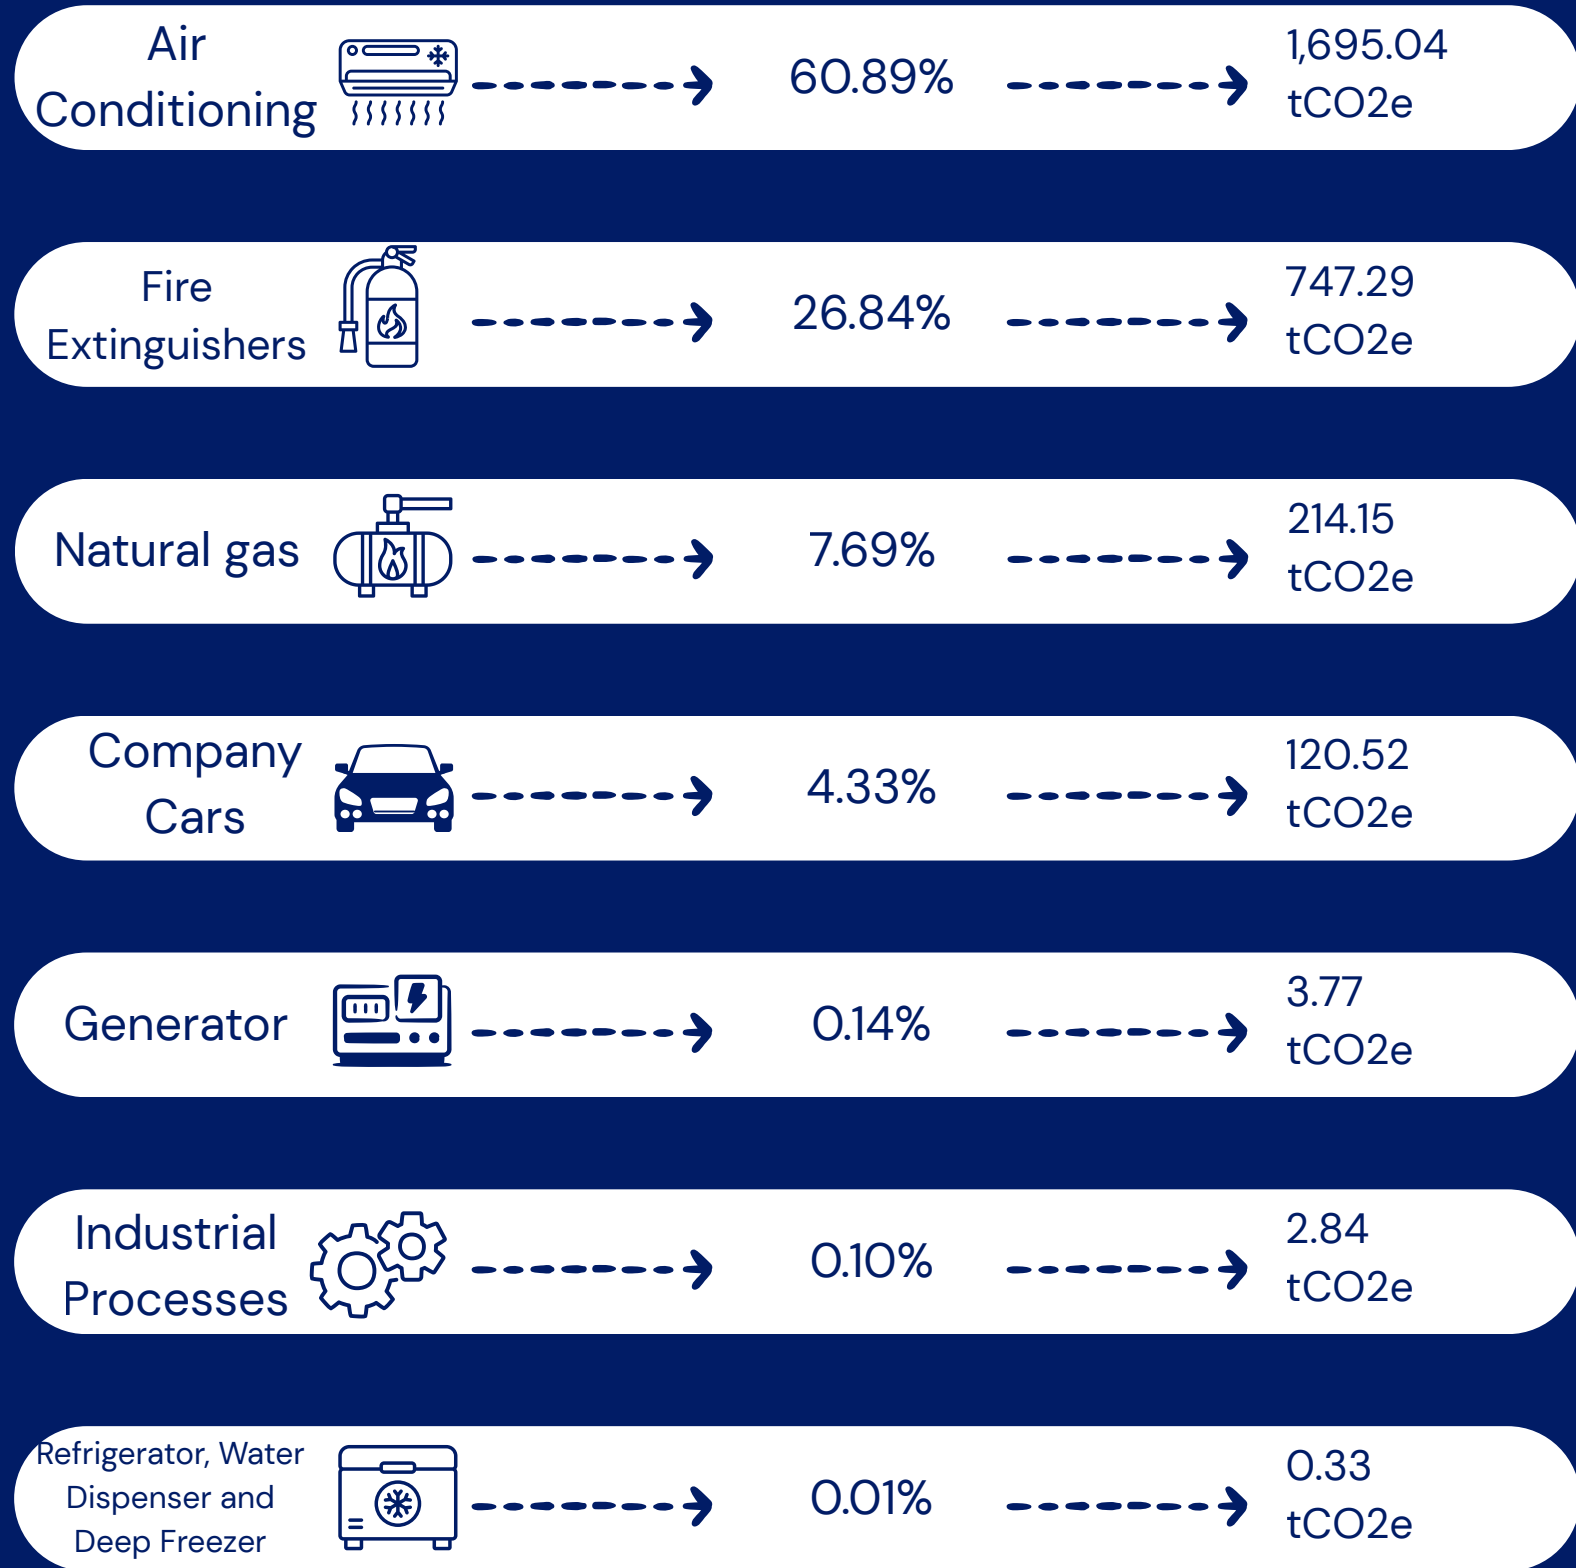 Air
Conditioning
60.89%
1,695.04
tCO2e
Fire
Extinguishers
26.84%
747.29
tCO2e
Natural gas
7.69%
214.15
tCO2e
Company
Cars
4.33%
120.52
tCO2e
Generator
0.14%
3.77
tCO2e
Industrial
Processes
0.10%
2.84
tCO2e
Refrigerator, Water
Dispenser and
Deep Freezer
0.01%
0.33
tCO2e